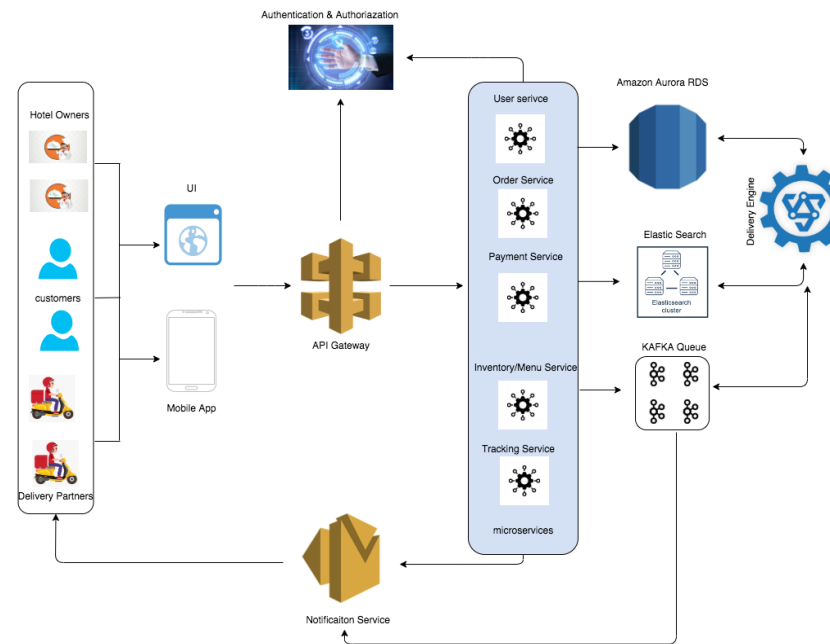 Authentication & Authoriazation
Hotel Owners
customers
Delivery Partners
UI
Mobile App
API Gateway
User serivce
Order Service
Payment Service
Inventory/Menu Service
Tracking Service
microservices
Amazon Aurora RDS
Elastic Search
Elasticsearch
cluster
KAFKA Queue
Delivery Engine
Notificaiton Service